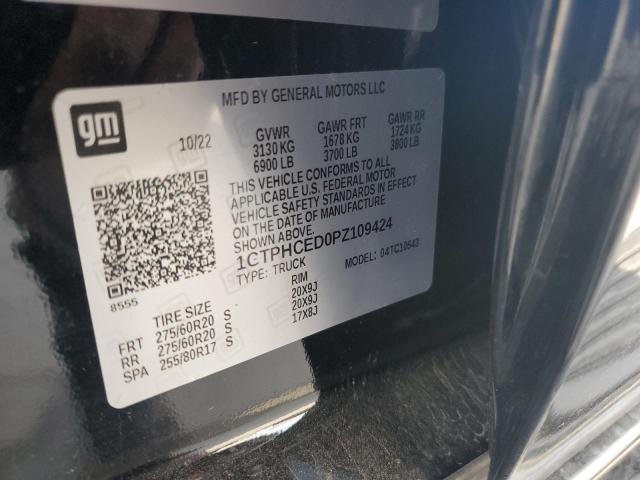 gm
MFD BY GENERAL MOTORS LLC
10/22
GVWR GAWR FRT GAWR RR
3130 KG 1678 KG 1724 KG
6900 LB 3700 LB 3800 LB
THIS VEHICLE CONFORMS TO ALL
APPLICABLE U.S. FEDERAL MOTOR
VEHICLE SAFETY STANDARDS IN EFFECT
ON THE DATE OF MANUFACTURE
SHOWN ABOVE.
1CTPHCED0PZ109424
TYPE: TRUCK MODEL: 04TC10543
8555
TIRE SIZE RIM
FRT 275/60R20 S 20X9J
RR 275/60R20 S 20X9J
SPA 255/80R17 S 17X8J